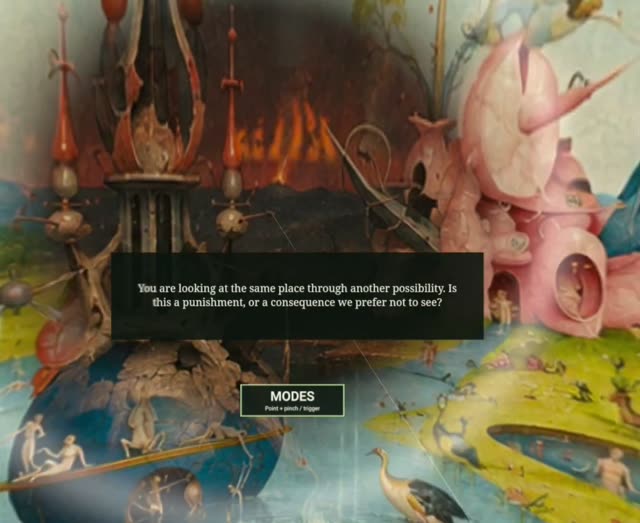 You are looking at the same place through another possibility. Is
this a punishment, or a consequence we prefer not to see?
MODES
Point + pinch / trigger